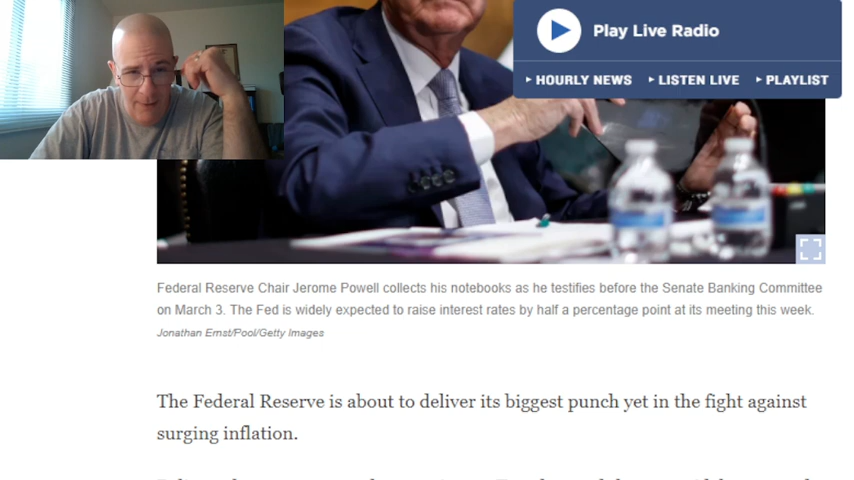 Play Live Radio
HOURLY NEWS LISTEN LIVE PLAYLIST
Federal Reserve Chair Jerome Powell collects his notebooks as he testifies before the Senate Banking Committee
on March 3. The Fed is widely expected to raise interest rates by half a percentage point at its meeting this week.
Jonathan Ernst/Pool/Getty Images
The Federal Reserve is about to deliver its biggest punch yet in the fight against
surging inflation.